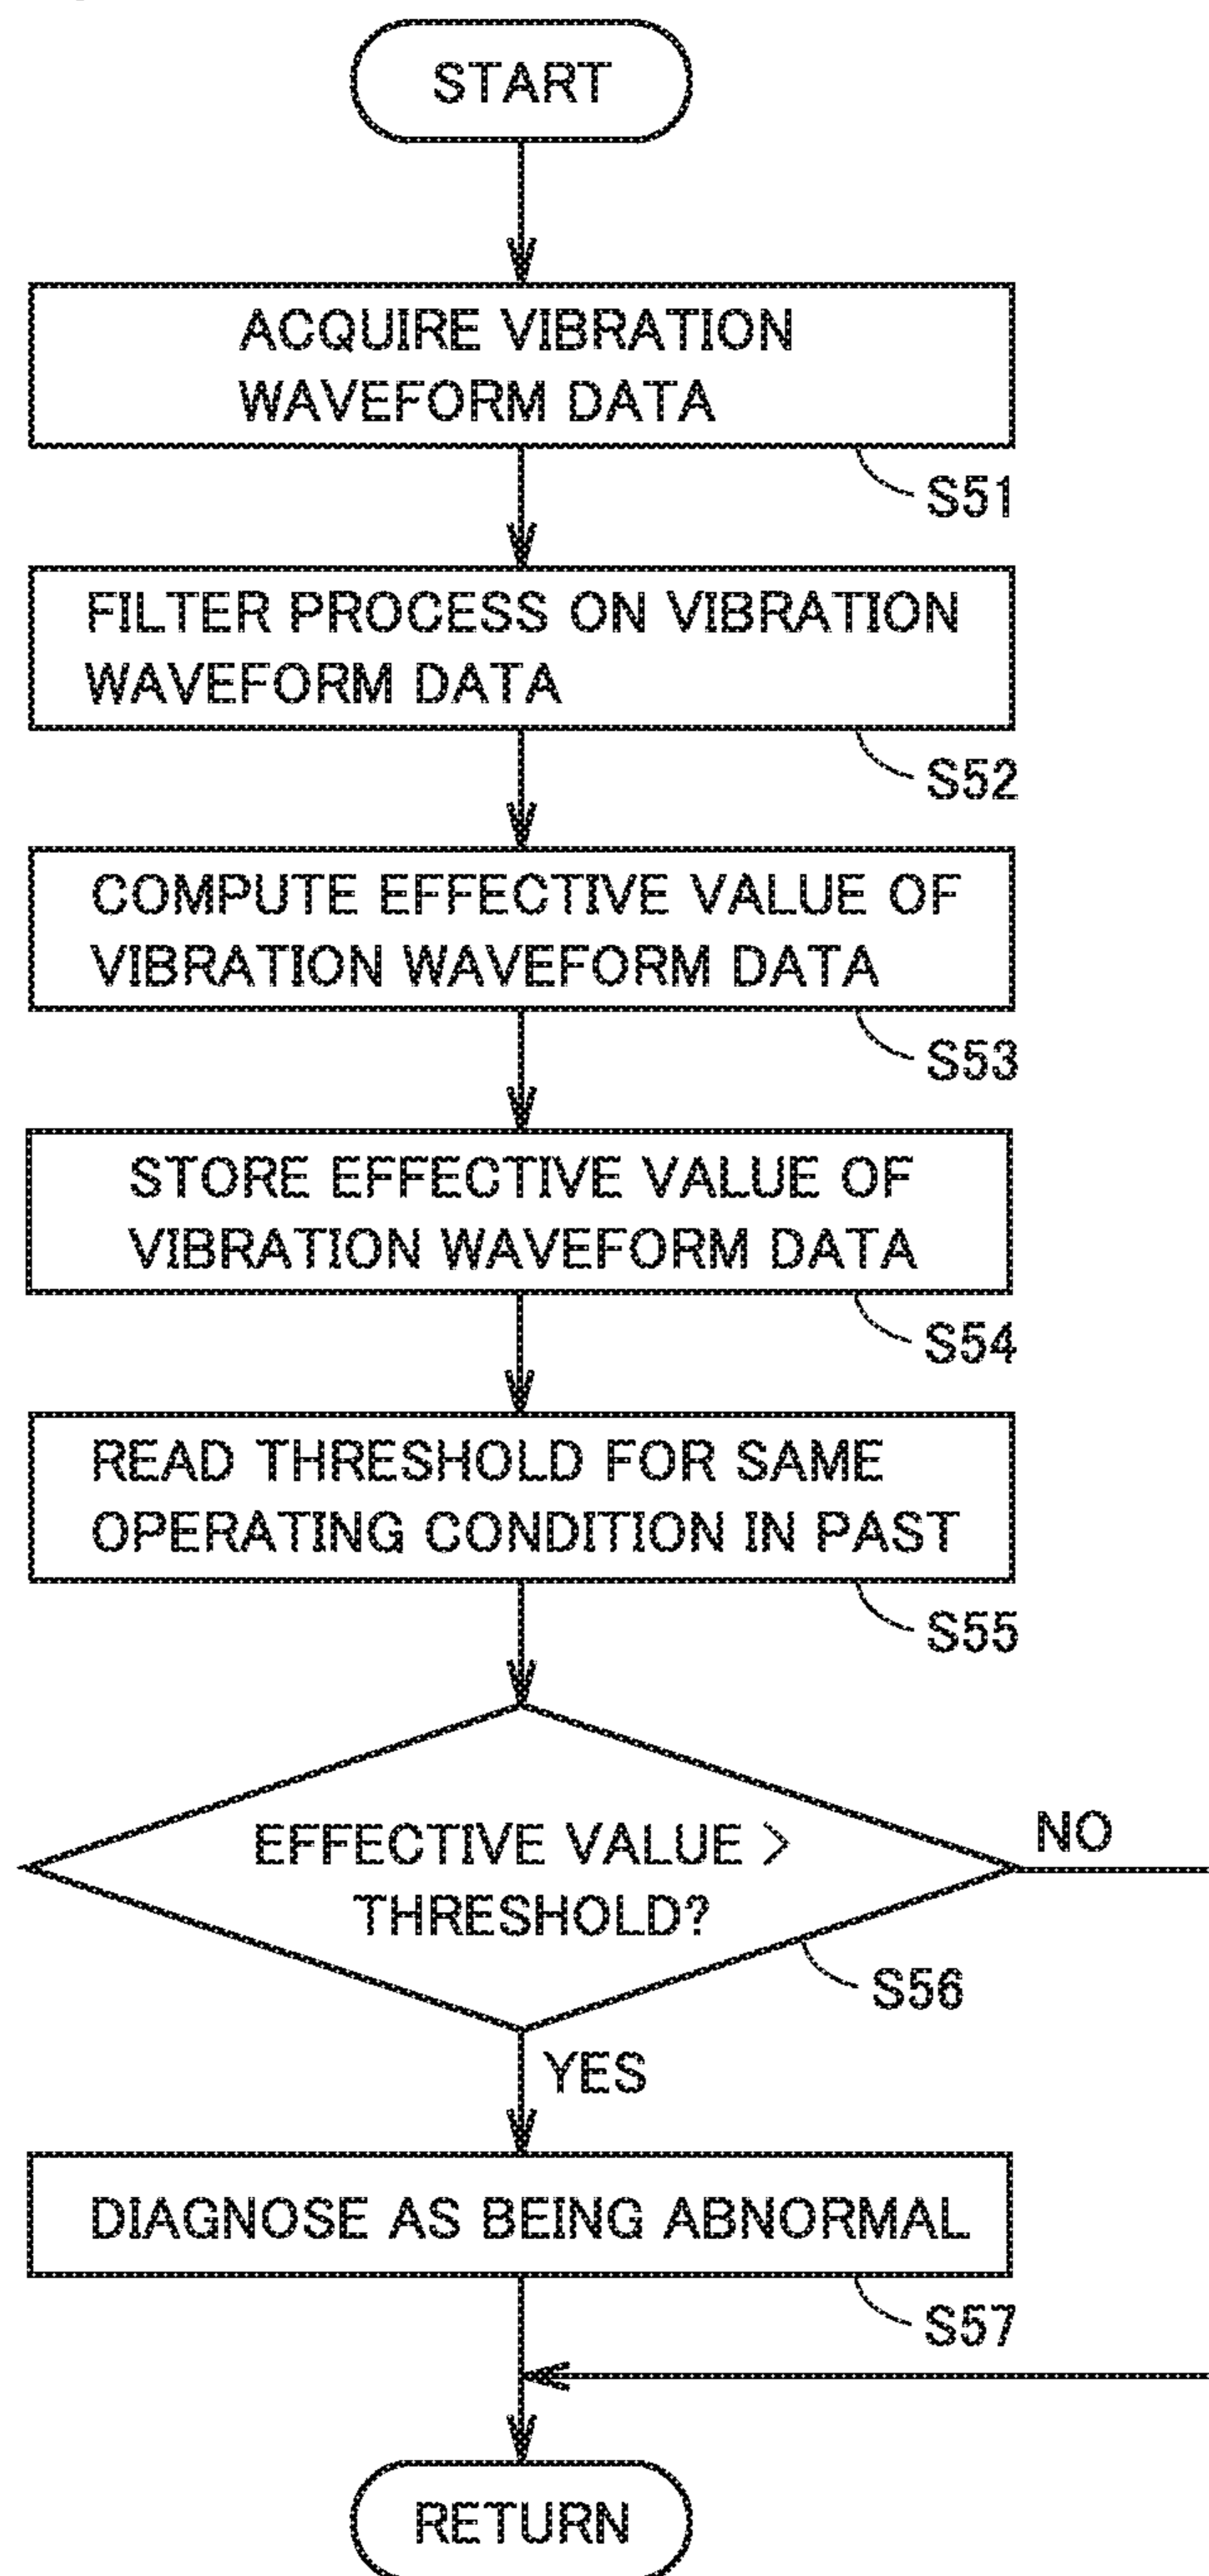 START
ACQUIRE VIBRATION
WAVEFORM DATA
S51
FILTER PROCESS ON VIBRATION
WAVEFORM DATA
S52
COMPUTE EFFECTIVE VALUE OF
VIBRATION WAVEFORM DATA
S53
STORE EFFECTIVE VALUE OF
VIBRATION WAVEFORM DATA
S54
READ THRESHOLD FOR SAME
OPERATING CONDITION IN PAST
S55
EFFECTIVE VALUE >
THRESHOLD?
NO
S56
YES
DIAGNOSE AS BEING ABNORMAL
S57
RETURN